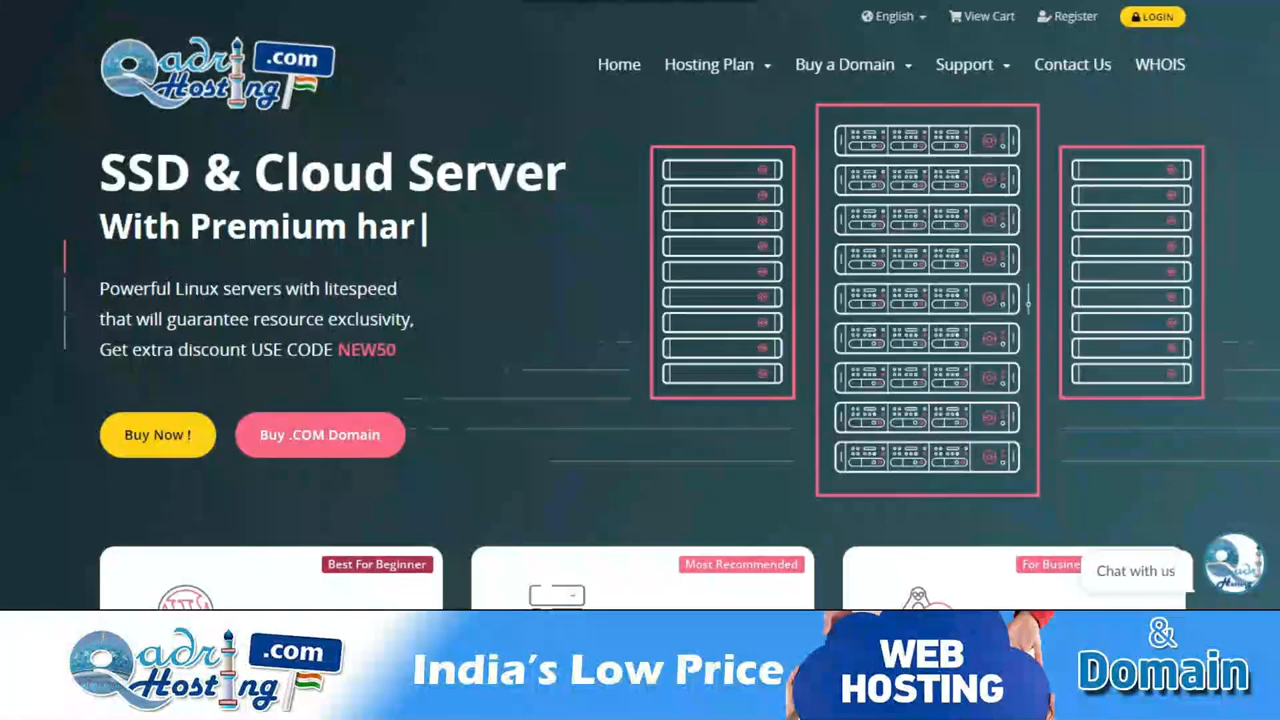 English
View Cart
Register
LOGIN
Qadri
.com
Hosting
Home
Hosting Plan
Buy a Domain
Support
Contact Us
WHOIS
SSD & Cloud Server
With Premium har|
Powerful Linux servers with litespeed
that will guarantee resource exclusivity,
Get extra discount USE CODE NEW50
Buy Now !
Buy .COM Domain
Best For Beginner
Most Recommended
For Busine
Chat with us
Qadri
.com
Hosting
India's Low Price
WEB
HOSTING
&
Domain